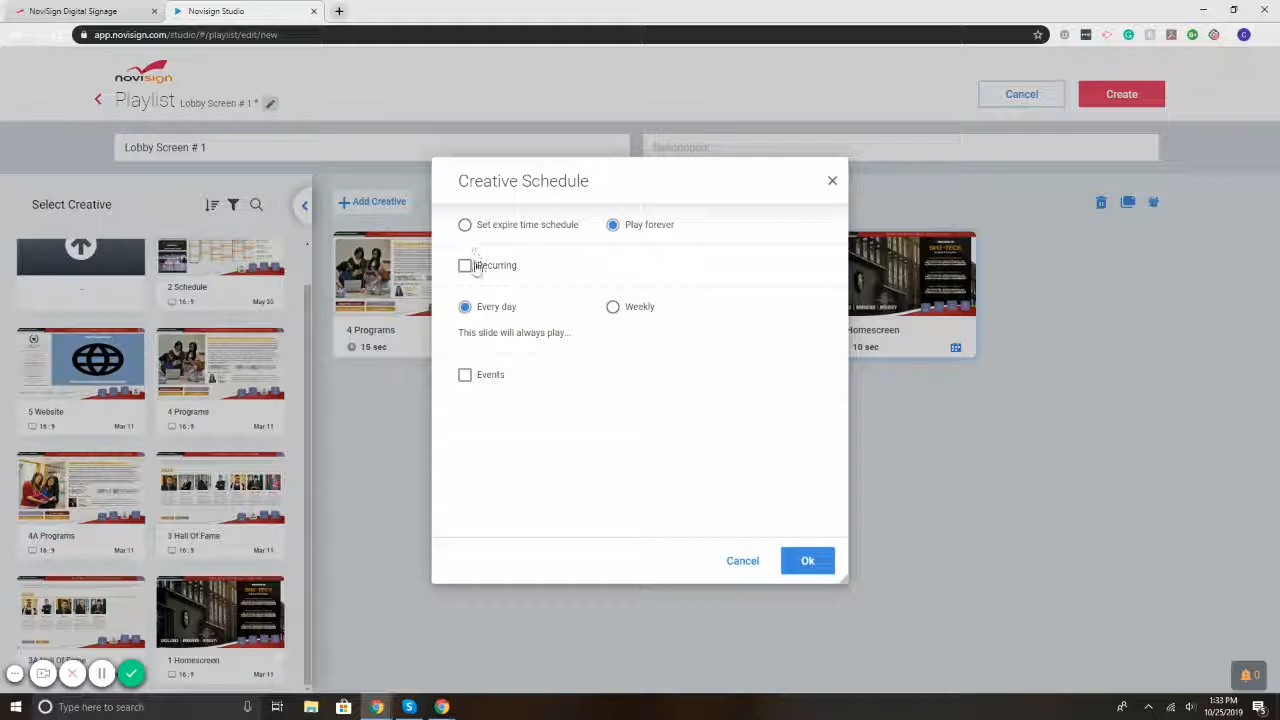 NoviSign Digital Signage
Novisign Studio
app.novisign.com/studio/#/playlist/edit/new
novisign
Playlist Lobby Screen # 1 *
Cancel
Create
Lobby Screen # 1
Select Creative
Add Creative
Creative Schedule
Set expire time schedule
Play forever
Every day
Weekly
This slide will always play...
Events
Cancel
Ok
2 Schedule
16:9
May 20
5 Website
16:9
Mar 11
4 Programs
16:9
Mar 11
4A Programs
16:9
Mar 11
3 Hall Of Fame
16:9
Mar 11
1 Homescreen
16:9
Mar 11
4 Programs
15 sec
SMZ-TECH
Homescreen
10 sec
0
Type here to search
1:33 PM
10/25/2019